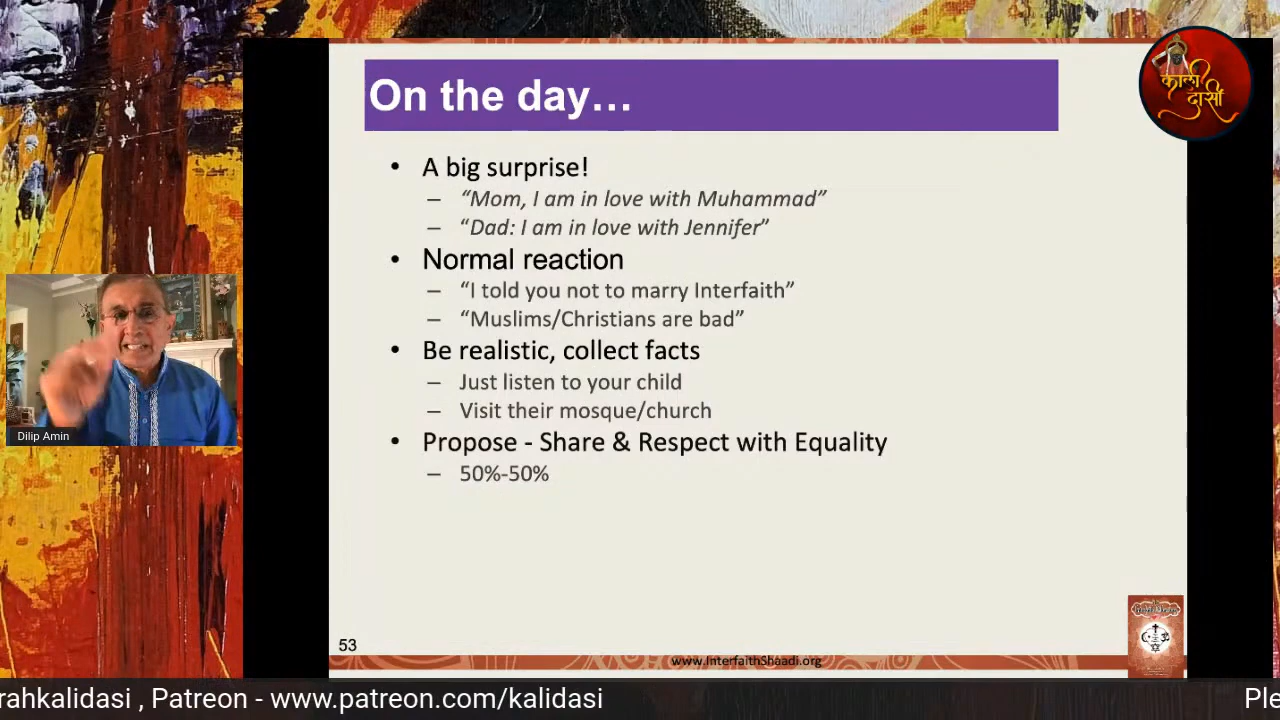 काली
दासी
On the day…
• A big surprise!
– “Mom, I am in love with Muhammad”
– “Dad: I am in love with Jennifer”
• Normal reaction
– “I told you not to marry Interfaith”
– “Muslims/Christians are bad”
• Be realistic, collect facts
– Just listen to your child
– Visit their mosque/church
• Propose - Share & Respect with Equality
– 50%-50%
Dilip Amin
53
www.InterfaithShaadi.org
rahkalidasi , Patreon - www.patreon.com/kalidasi
Ple